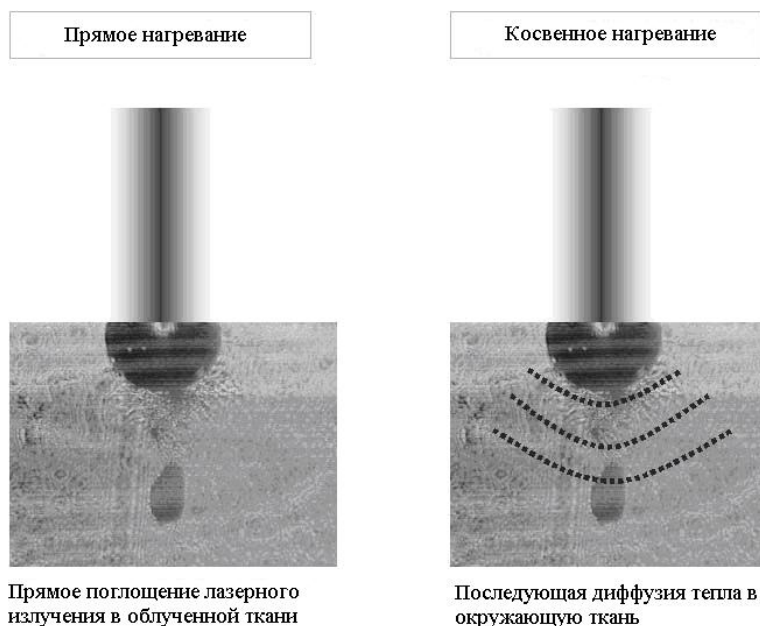 Прямое нагревание
Косвенное нагревание
Прямое поглощение лазерного
излучения в облученной ткани
Последующая диффузия тепла в
окружающую ткань